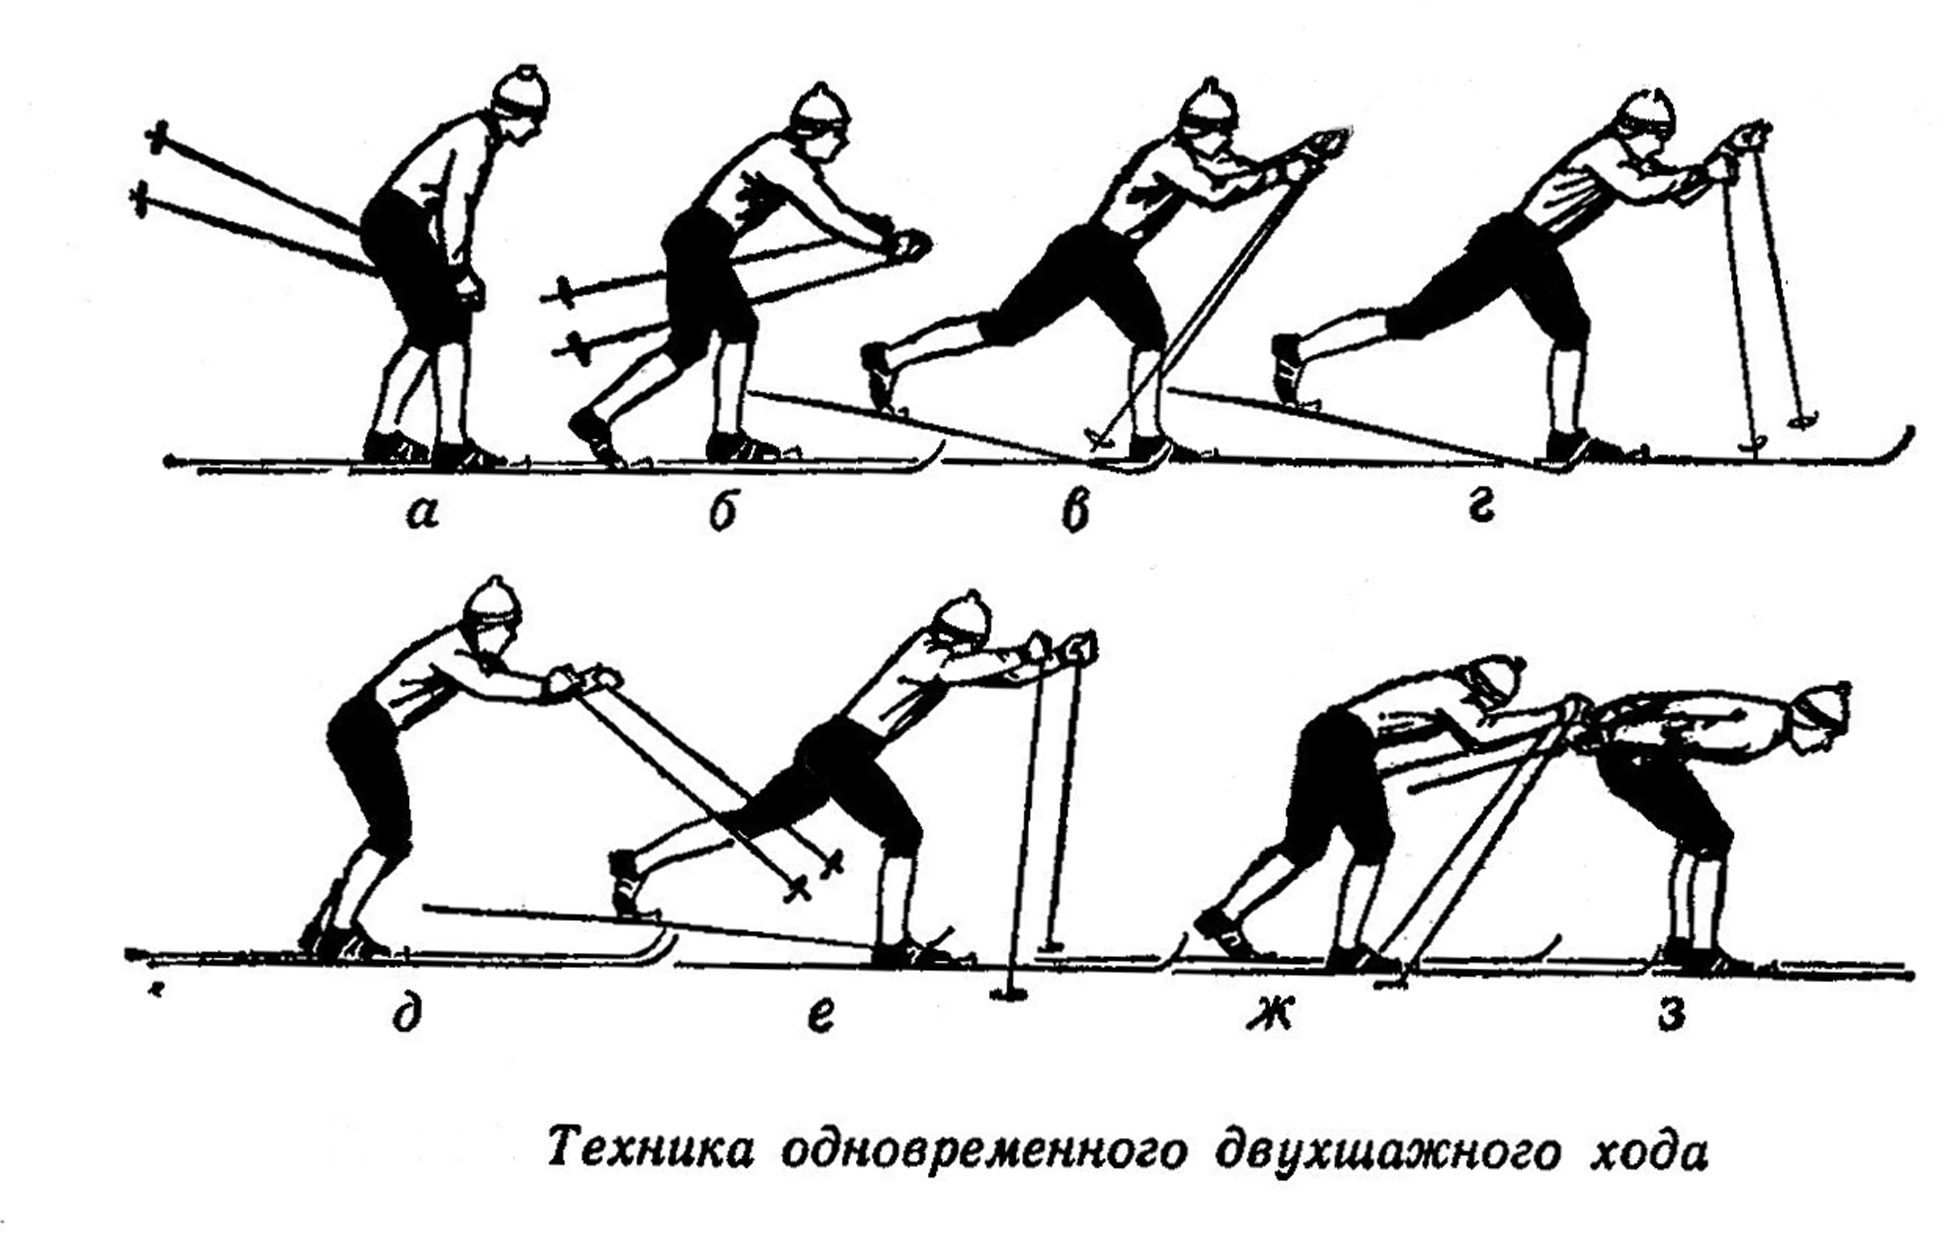 а б в г
д е ж з
Техника одновременного двухшажного хода